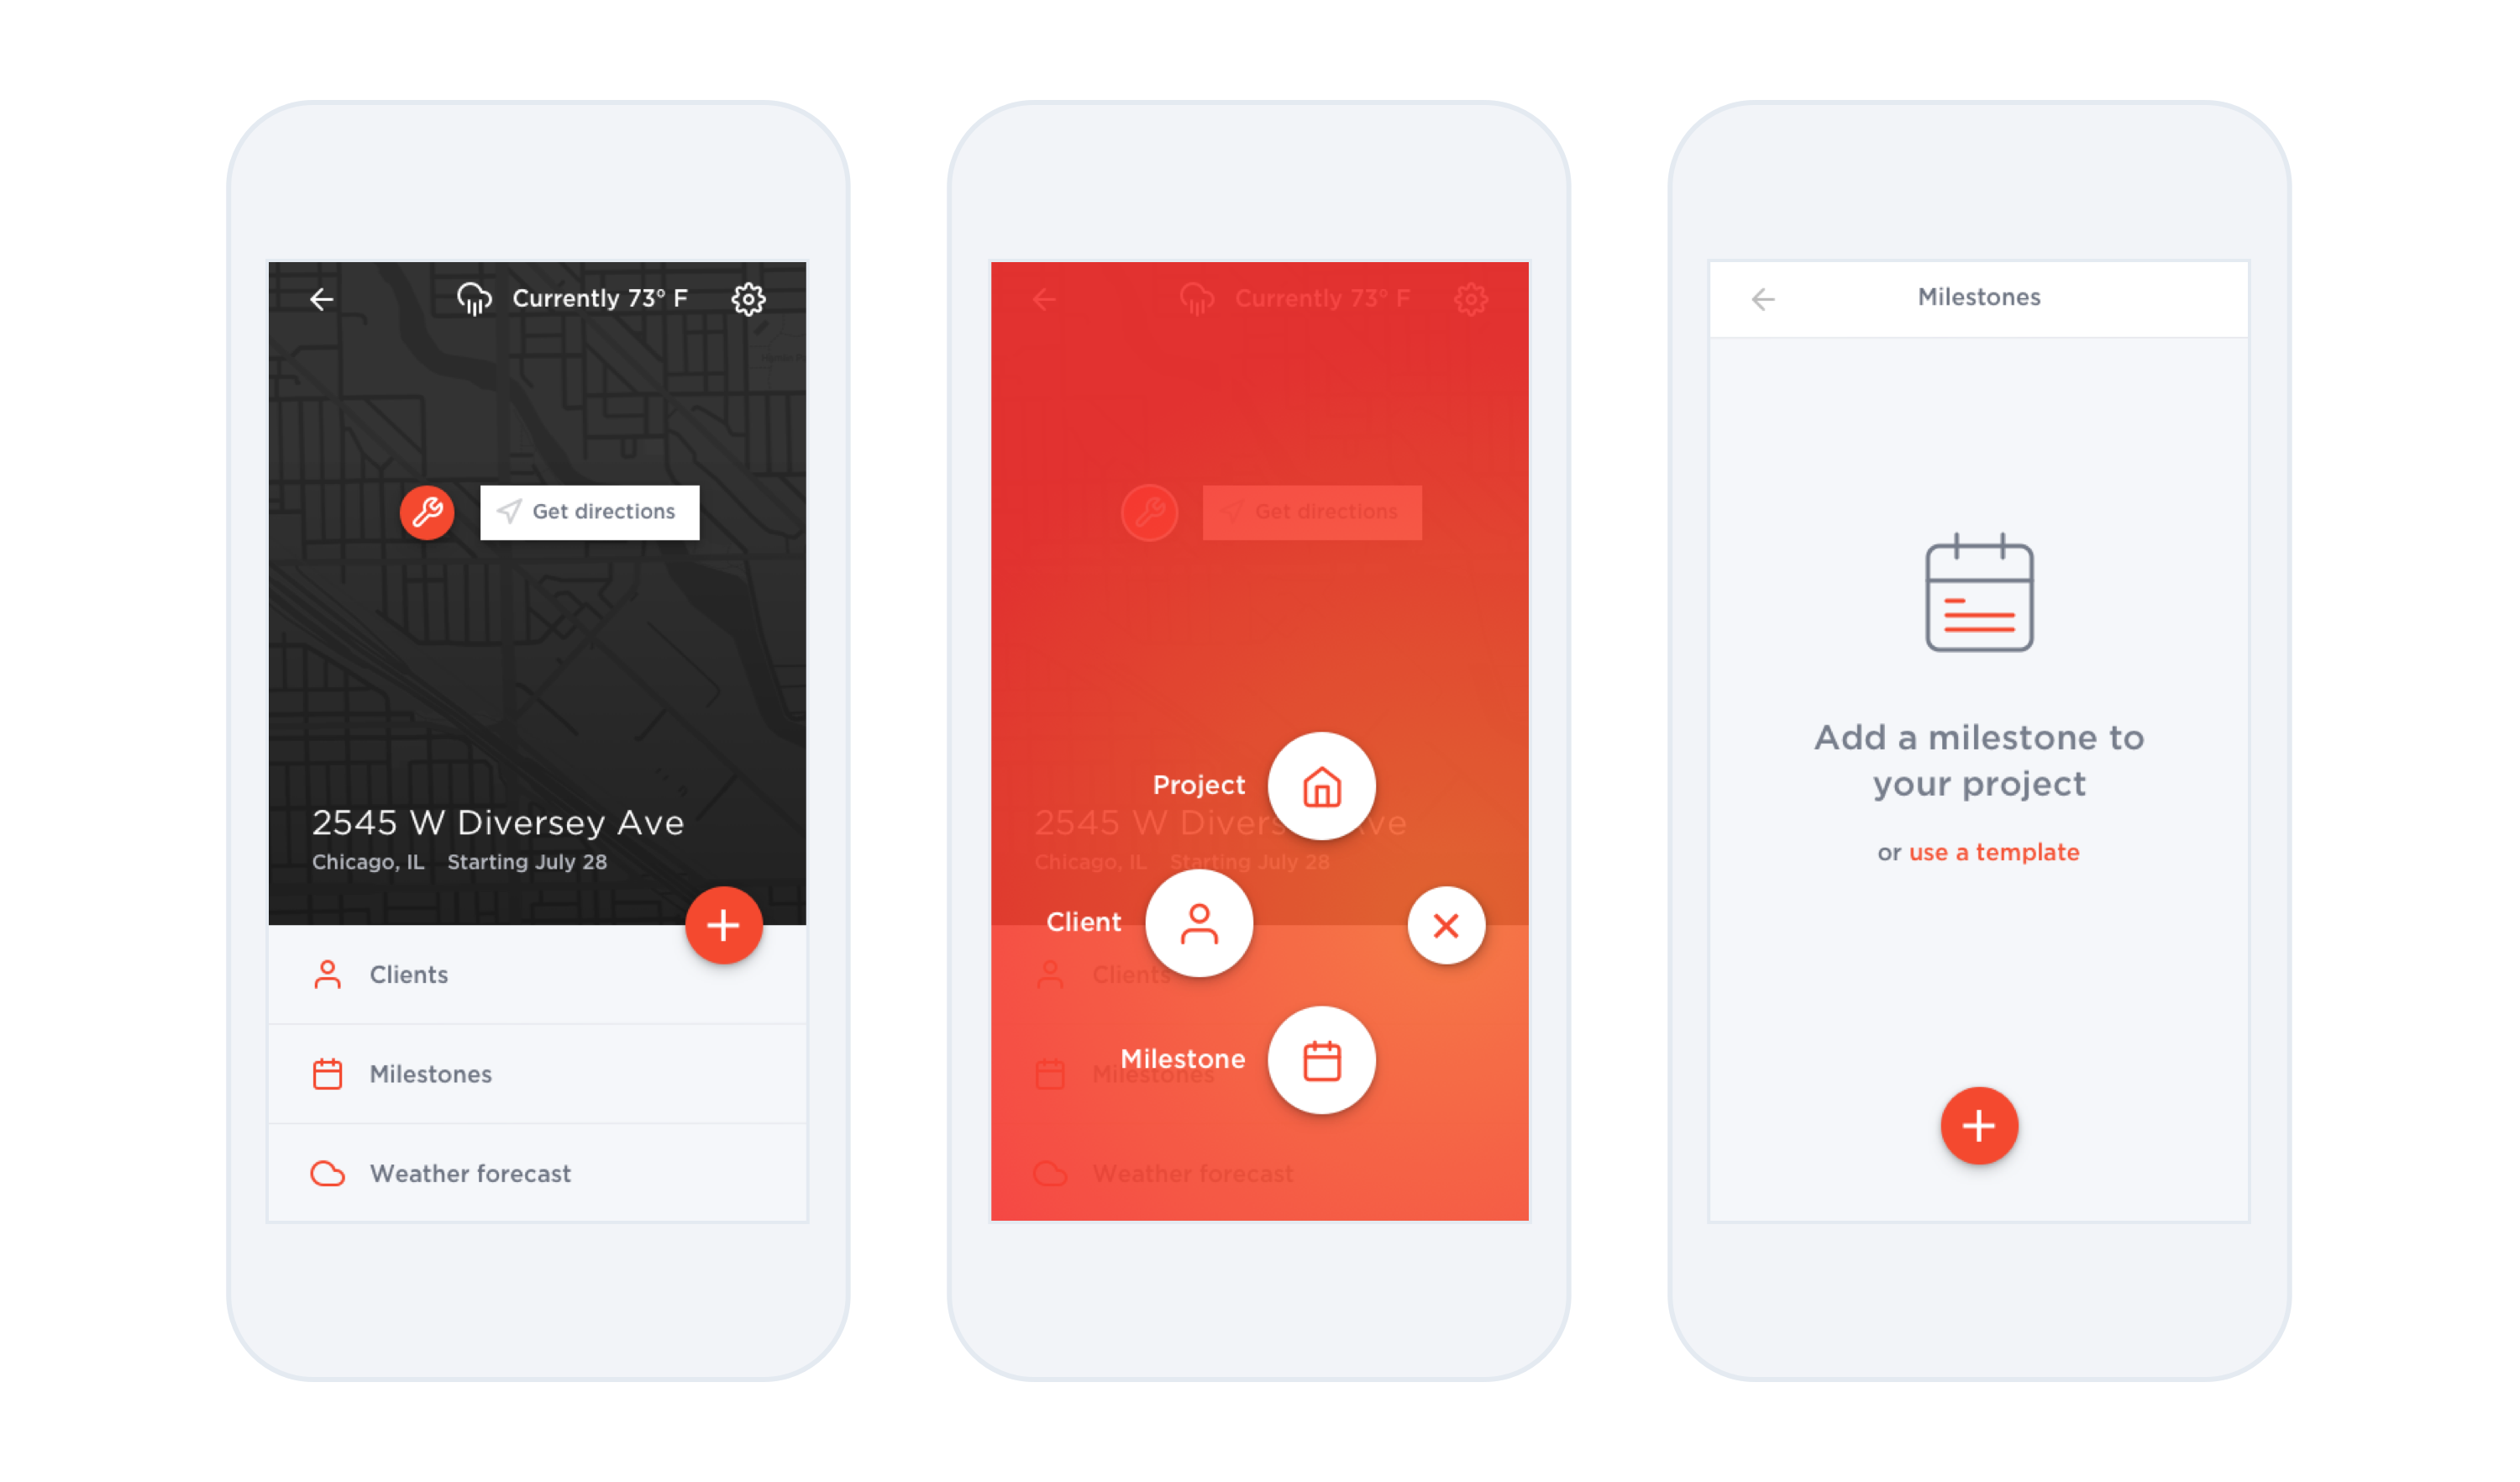 Currently 73° F
Get directions
2545 W Diversey Ave
Chicago, IL Starting July 28
Clients
Milestones
Weather forecast
Currently 73° F
Get directions
Project
2545 W Divers ve
Chicago, IL Starting July 28
Client
Clients
Milestone
Milestones
Weather forecast
Milestones
Add a milestone to
your project
or use a template